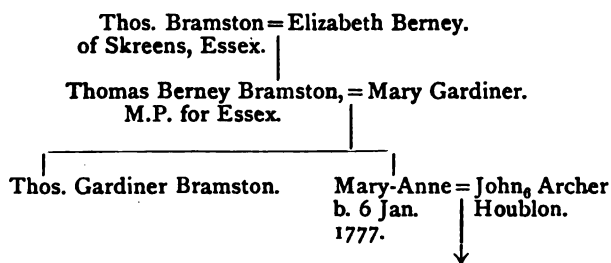 Thos. Bramston = Elizabeth Berney.
of Skreens, Essex.
Thomas Berney Bramston, = Mary Gardiner.
M.P. for Essex.
Thos. Gardiner Bramston.
Mary-Anne = John₆ Archer
b. 6 Jan. Houblon.
1777.